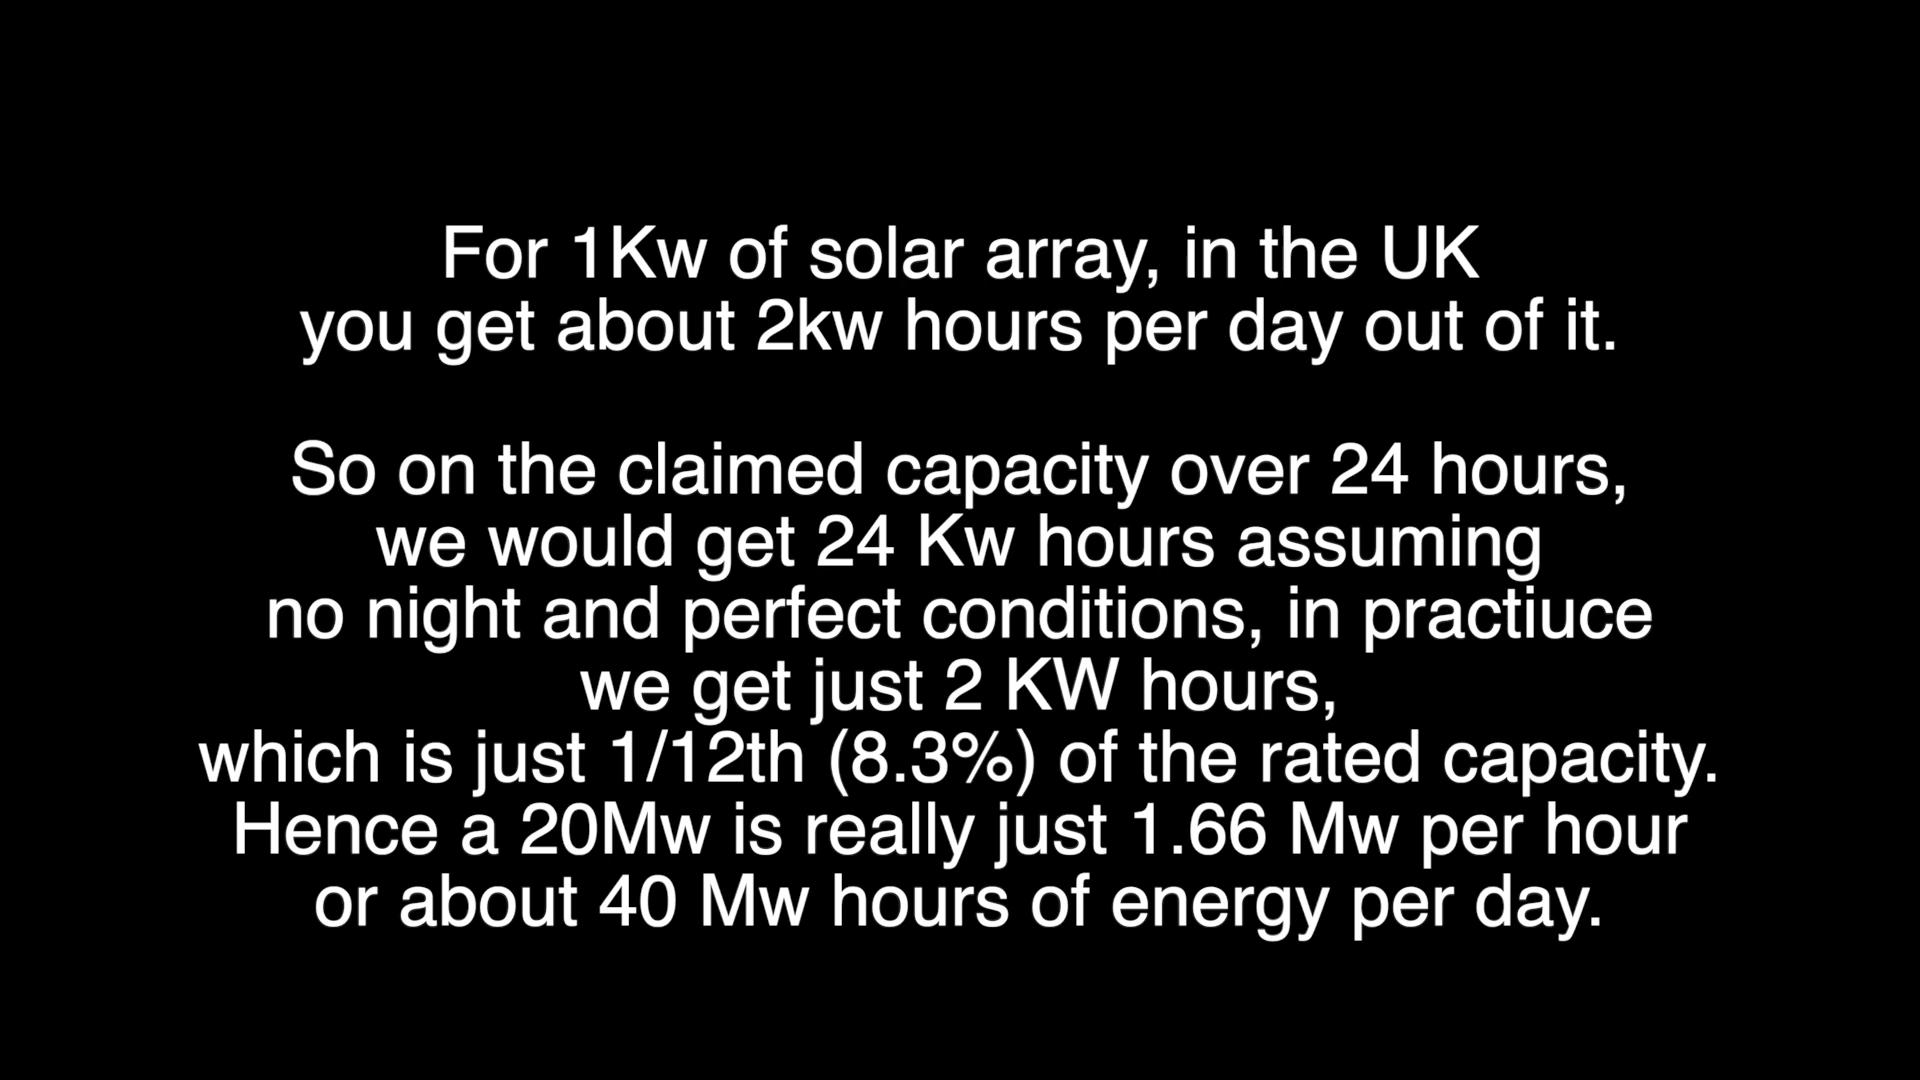 For 1Kw of solar array, in the UK
you get about 2kw hours per day out of it.
So on the claimed capacity over 24 hours,
we would get 24 Kw hours assuming
no night and perfect conditions, in practiuce
we get just 2 KW hours,
which is just 1/12th (8.3%) of the rated capacity.
Hence a 20Mw is really just 1.66 Mw per hour
or about 40 Mw hours of energy per day.